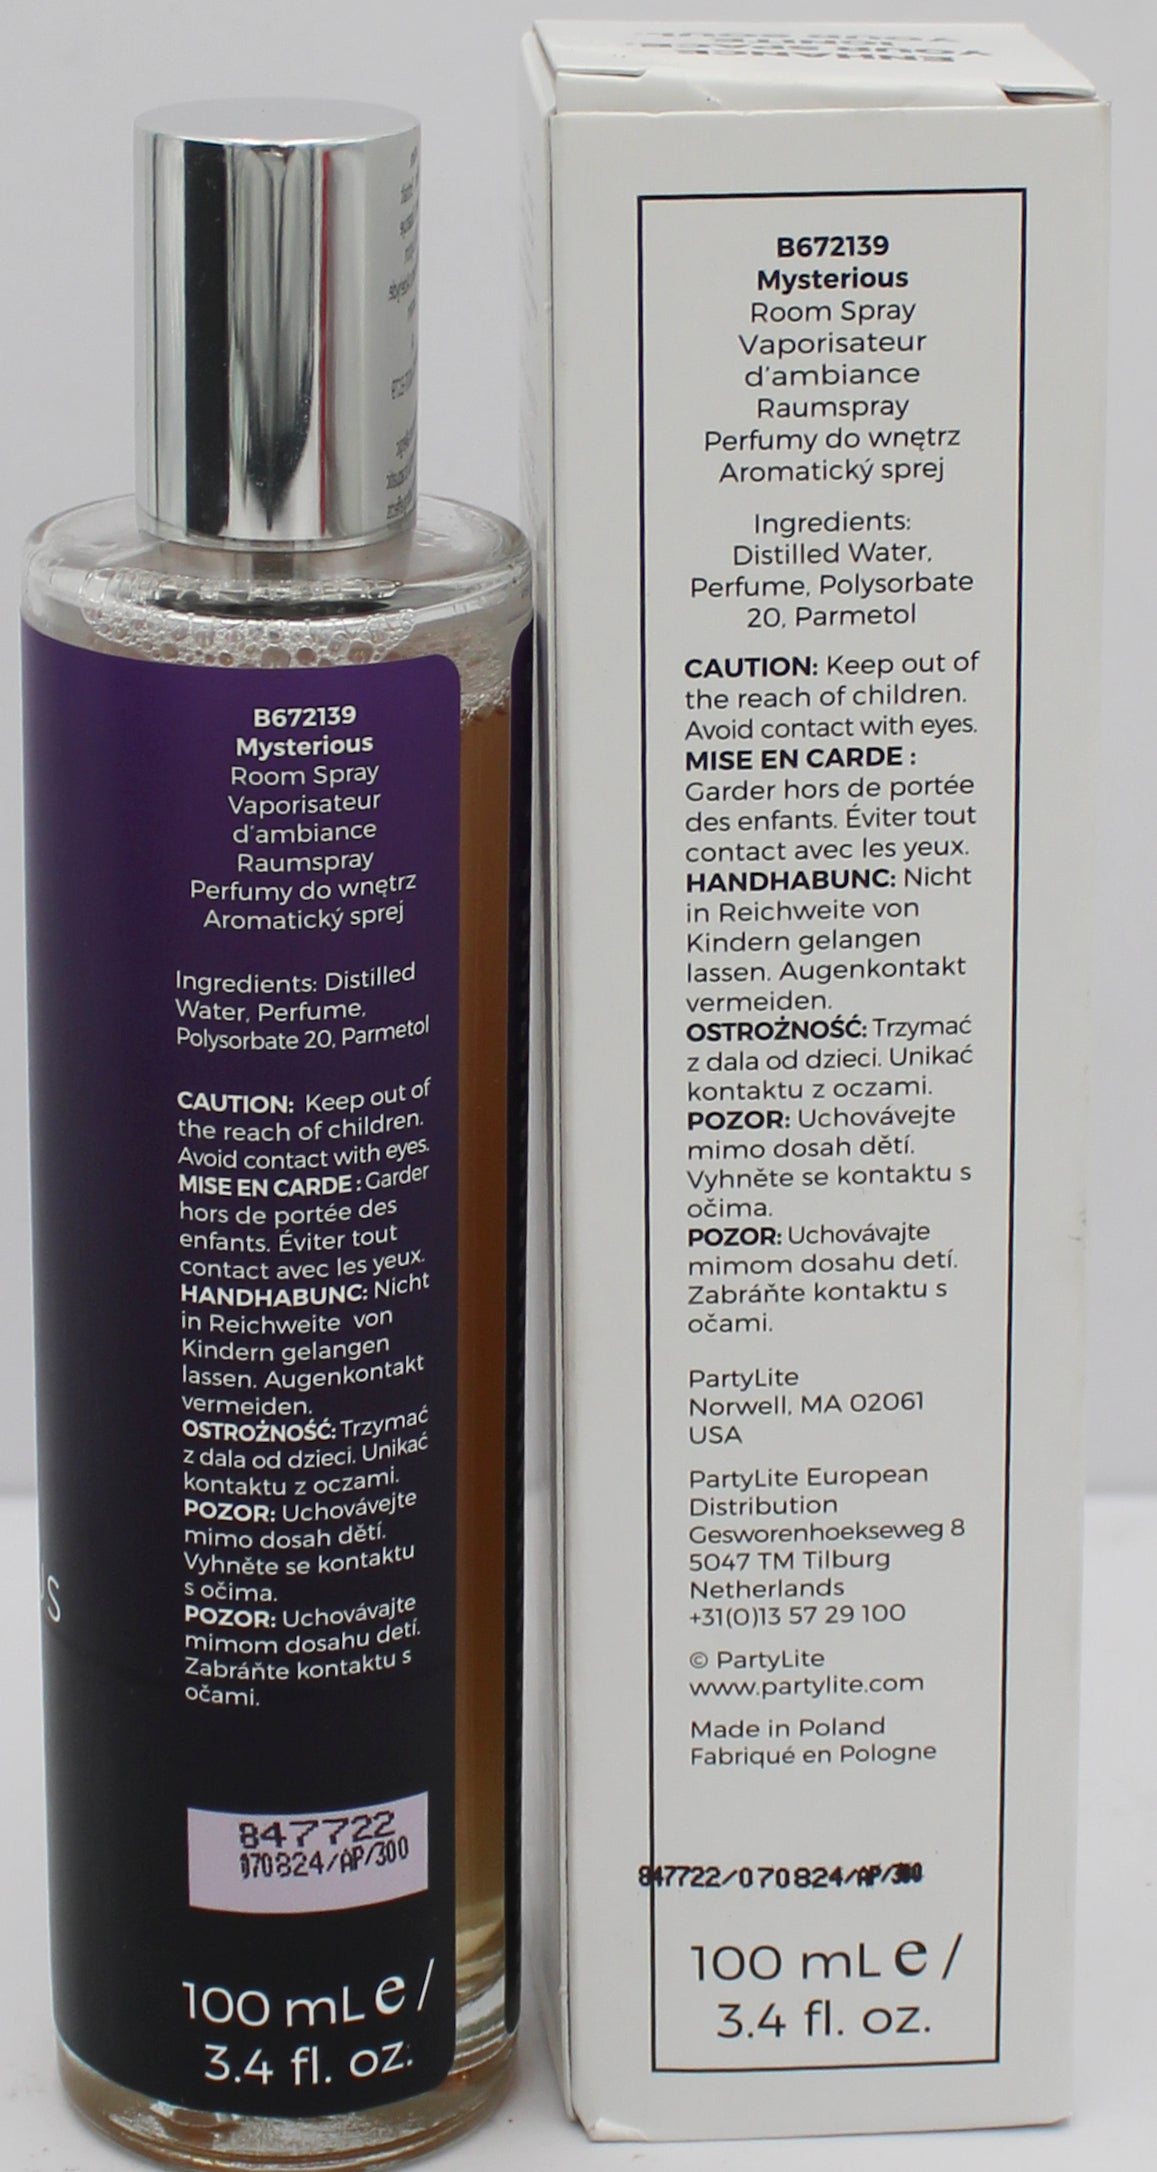 B672139
Mysterious
Room Spray
Vaporisateur
d'ambiance
Raumspray
Perfumy do wnętrz
Aromatický sprej
Ingredients: Distilled
Water, Perfume,
Polysorbate 20, Parmetol
CAUTION: Keep out of
the reach of children.
Avoid contact with eyes.
MISE EN CARDE : Garder
hors de portée des
enfants. Éviter tout
contact avec les yeux.
HANDHABUNC: Nicht
in Reichweite von
Kindern gelangen
lassen. Augenkontakt
vermeiden.
OSTROŻNOŚĆ: Trzymać
z dala od dzieci. Unikać
kontaktu z oczami.
POZOR: Uchovávejte
mimo dosah dětí.
Vyhněte se kontaktu
s očima.
POZOR: Uchovávajte
mimom dosahu detí.
Zabráňte kontaktu s
očami.
847722
070824/AP/300
100 mL e /
3.4 fl. oz.
ENHANCE
YOUR SPACE.
IGNITE
YOUR SOUL.
B672139
Mysterious
Room Spray
Vaporisateur
d'ambiance
Raumspray
Perfumy do wnętrz
Aromatický sprej
Ingredients:
Distilled Water,
Perfume, Polysorbate
20, Parmetol
CAUTION: Keep out of
the reach of children.
Avoid contact with eyes.
MISE EN CARDE :
Garder hors de portée
des enfants. Éviter tout
contact avec les yeux.
HANDHABUNC: Nicht
in Reichweite von
Kindern gelangen
lassen. Augenkontakt
vermeiden.
OSTROŻNOŚĆ: Trzymać
z dala od dzieci. Unikać
kontaktu z oczami.
POZOR: Uchovávejte
mimo dosah dětí.
Vyhněte se kontaktu s
očima.
POZOR: Uchovávajte
mimom dosahu detí.
Zabráňte kontaktu s
očami.
PartyLite
Norwell, MA 02061
USA
PartyLite European
Distribution
Gesworenhoekseweg 8
5047 TM Tilburg
Netherlands
+31(0)13 57 29 100
© PartyLite
www.partylite.com
Made in Poland
Fabriqué en Pologne
847722/070824/AP/300
100 mL e /
3.4 fl. oz.